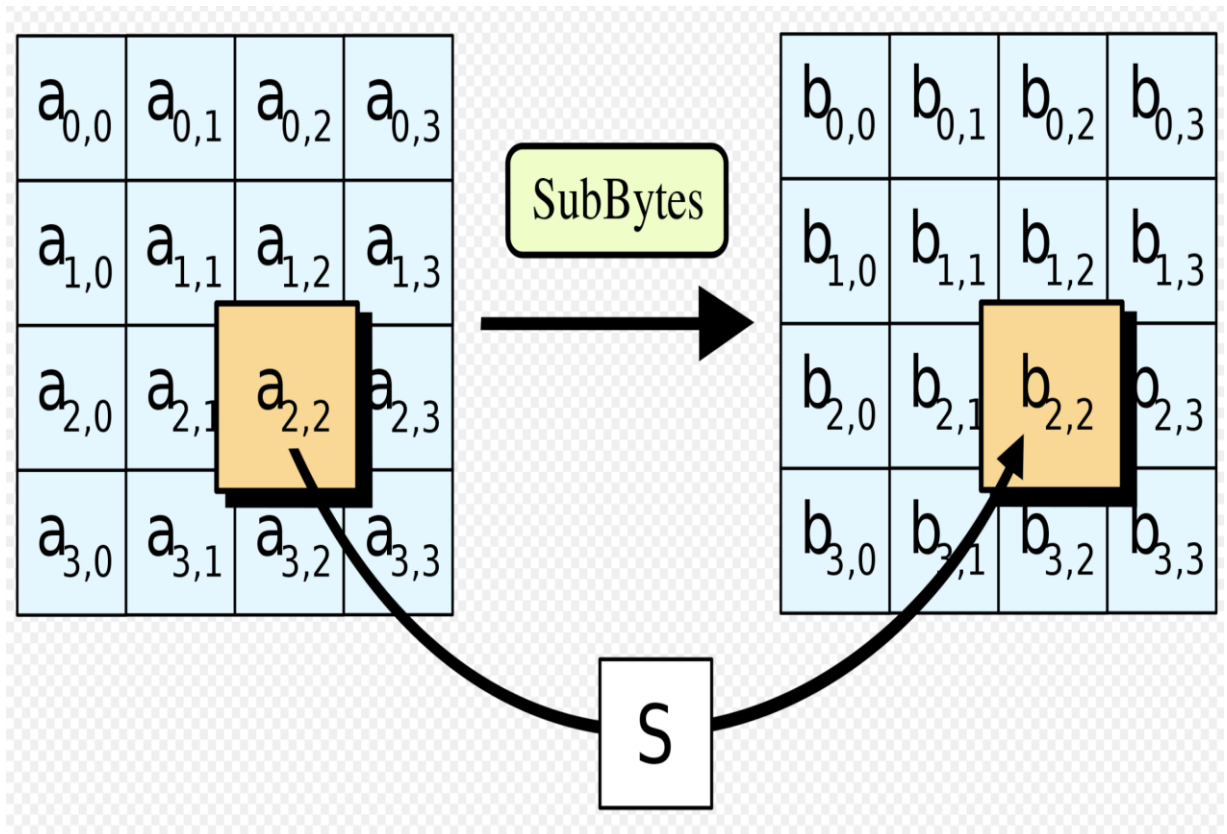 a0,0 a0,1 a0,2 a0,3
a1,0 a1,1 a1,2 a1,3
a2,0 a2,1 a2,2 a2,3
a3,0 a3,1 a3,2 a3,3
SubBytes
b0,0 b0,1 b0,2 b0,3
b1,0 b1,1 b1,2 b1,3
b2,0 b2,1 b2,2 b2,3
b3,0 b3,1 b3,2 b3,3
S